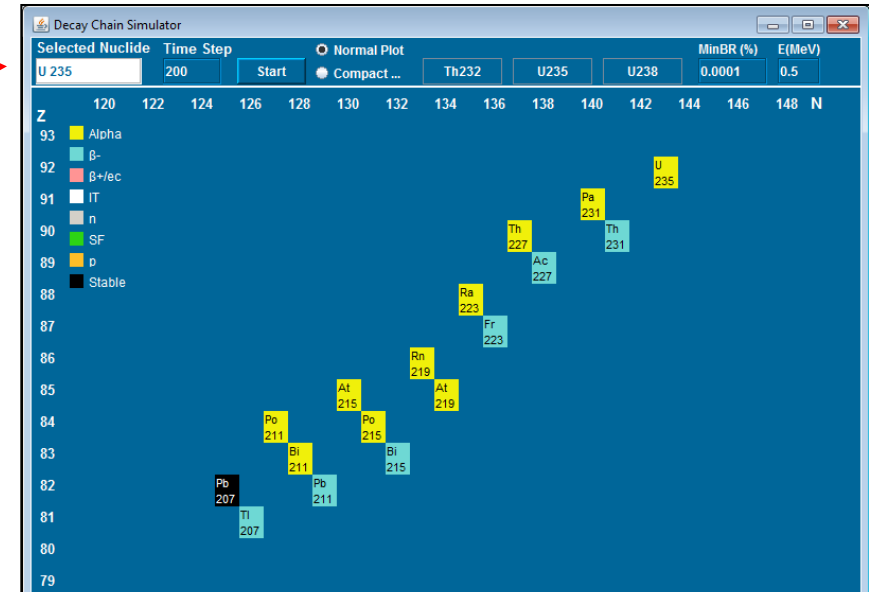 Decay Chain Simulator
Selected Nuclide Time Step Normal Plot MinBR (%) E(MeV)
U 235 200 Start Compact ... Th232 U235 U238 0.0001 0.5
120 122 124 126 128 130 132 134 136 138 140 142 144 146 148 N
Z
93 Alpha
β-
92 U
235
β+/ec
91 IT Pa
231
n
90 Th Th
227 231
SF
89 p Ac
227
Stable
88 Ra
223
87 Fr
223
86 Rn
219
85 At At
215 219
84 Po Po
211 215
83 Bi Bi
211 215
82 Pb Pb
207 211
81 Tl
207
80
79